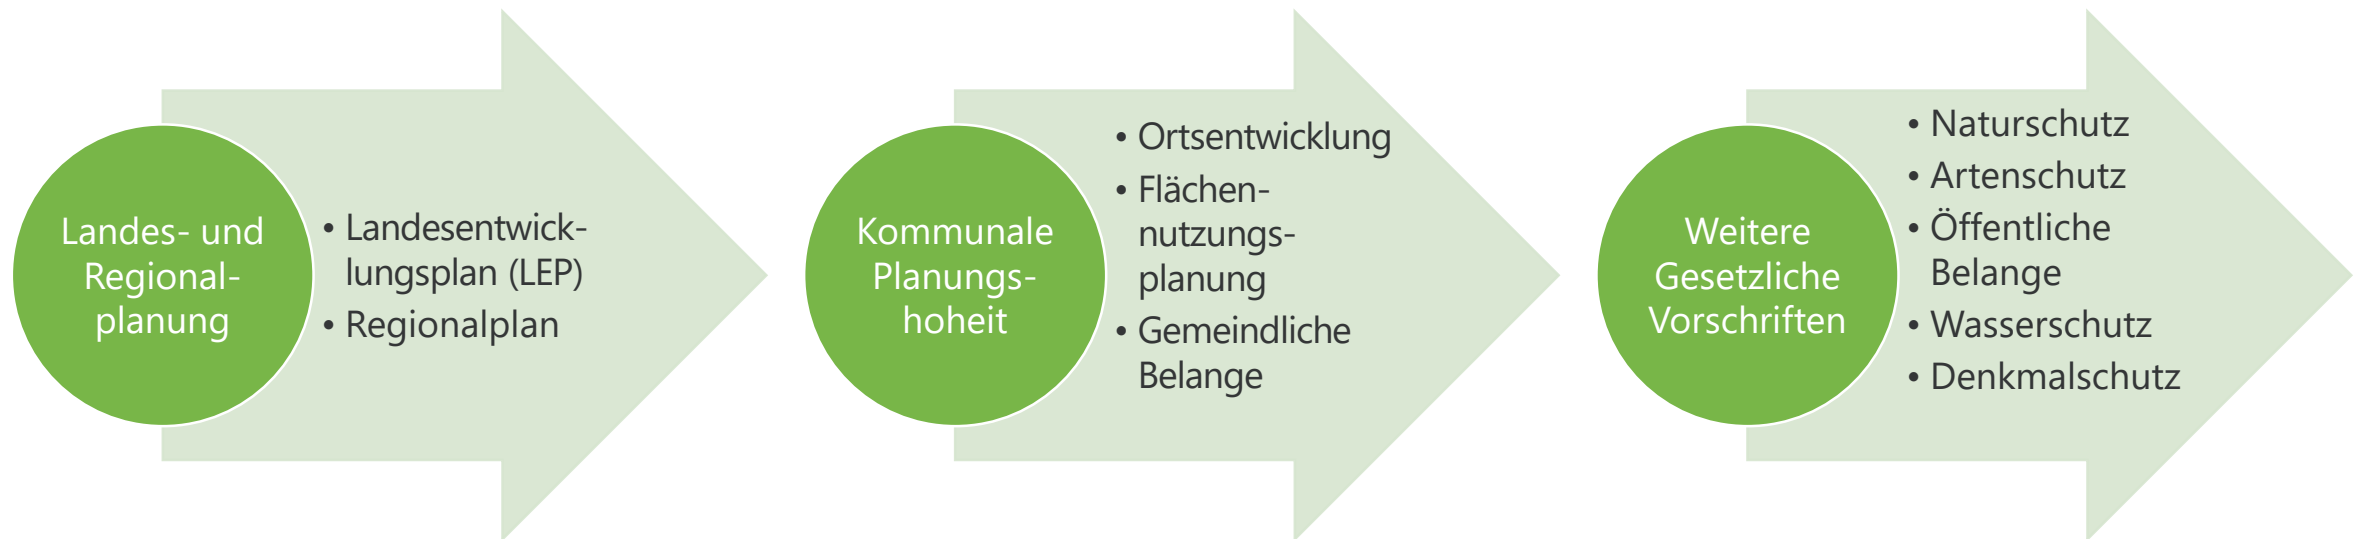 Landes- und
Regional-
planung
• Landesentwick-
lungsplan (LEP)
• Regionalplan
Kommunale
Planungs-
hoheit
• Ortsentwicklung
• Flächen-
nutzungs-
planung
• Gemeindliche
Belange
Weitere
Gesetzliche
Vorschriften
• Naturschutz
• Artenschutz
• Öffentliche
Belange
• Wasserschutz
• Denkmalschutz